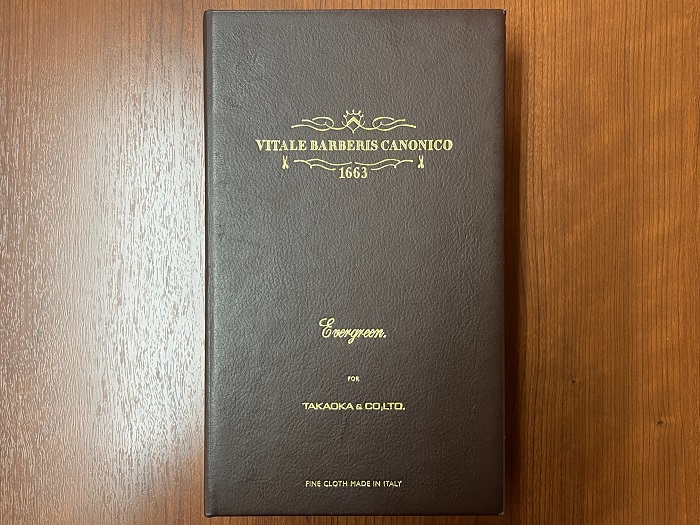 VITALE BARBERIS CANONICO
1663
Evergreen.
FOR
TAKAOKA & CO,LTD.
FINE CLOTH MADE IN ITALY